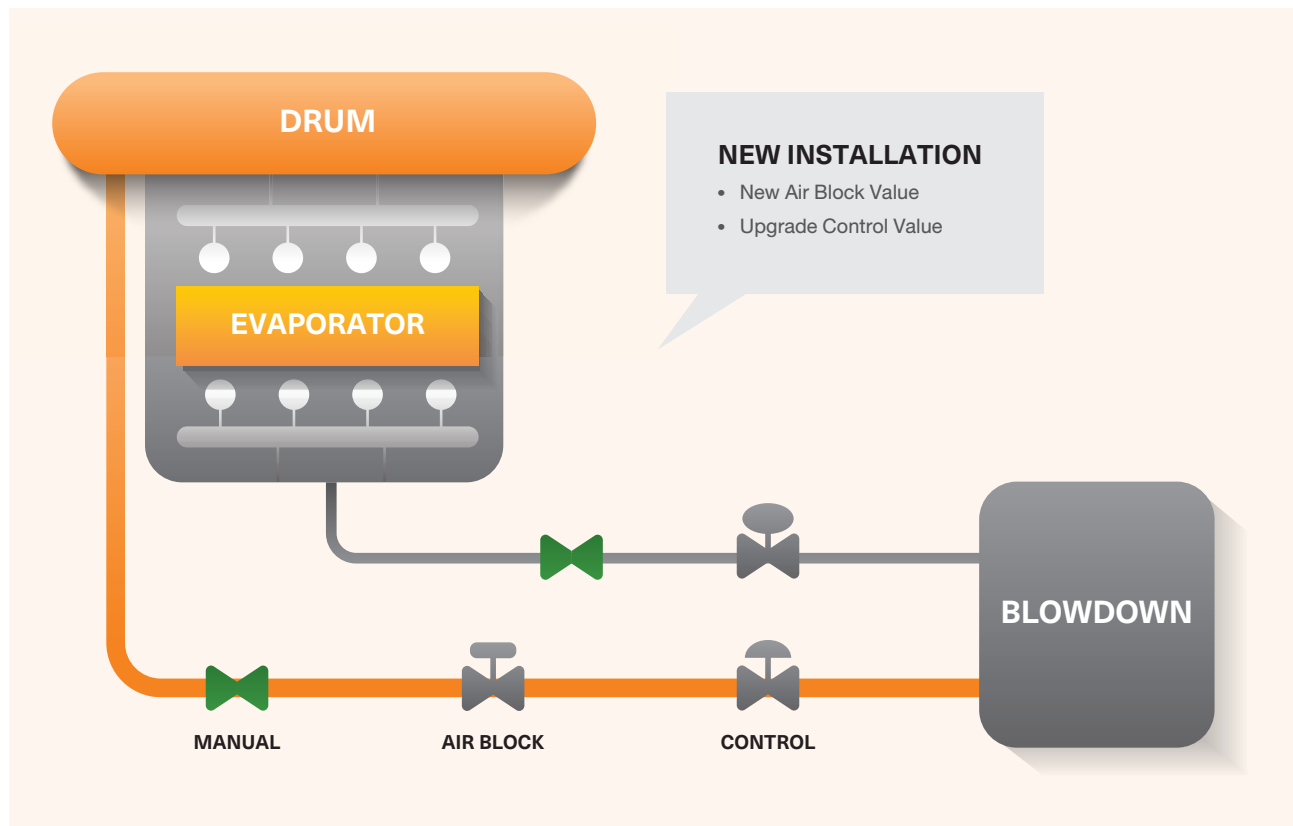 DRUM
NEW INSTALLATION
• New Air Block Value
• Upgrade Control Value
EVAPORATOR
BLOWDOWN
MANUAL
AIR BLOCK
CONTROL